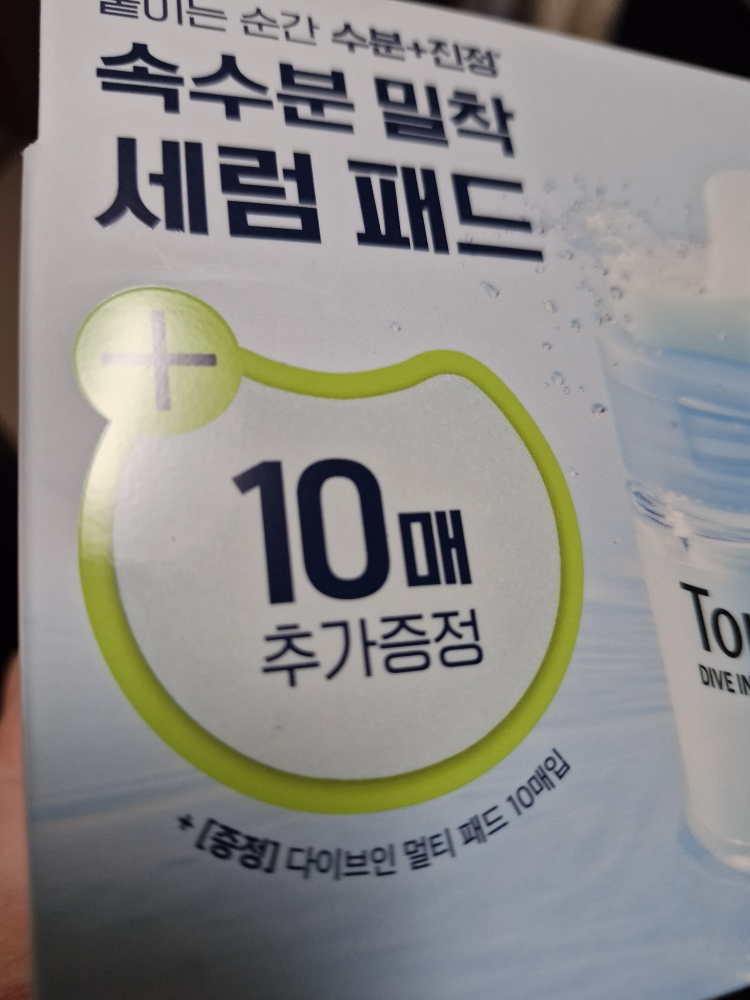 붙이는 순간 수분+진정
속수분 밀착
세럼 패드
+
10매
추가증정
+ [증정] 다이브인 멀티 패드 10매입
Tor
DIVE IN